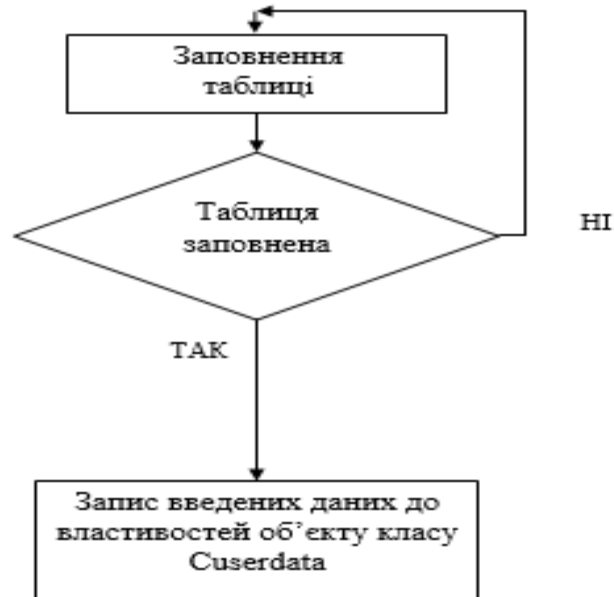 Заповнення
таблиці
Таблиця
заповнена
НІ
ТАК
Запис введених даних до
властивостей об’єкту класу
Cuserdata